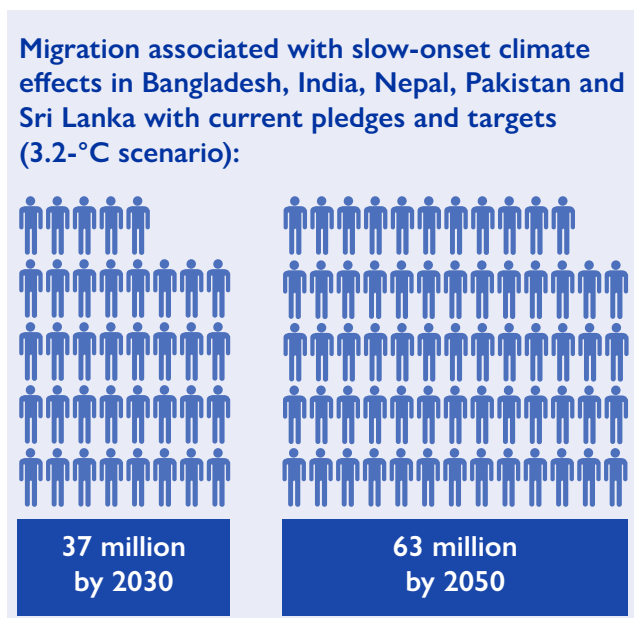 Migration associated with slow-onset climate
effects in Bangladesh, India, Nepal, Pakistan and
Sri Lanka with current pledges and targets
(3.2-°C scenario):
37 million
by 2030
63 million
by 2050